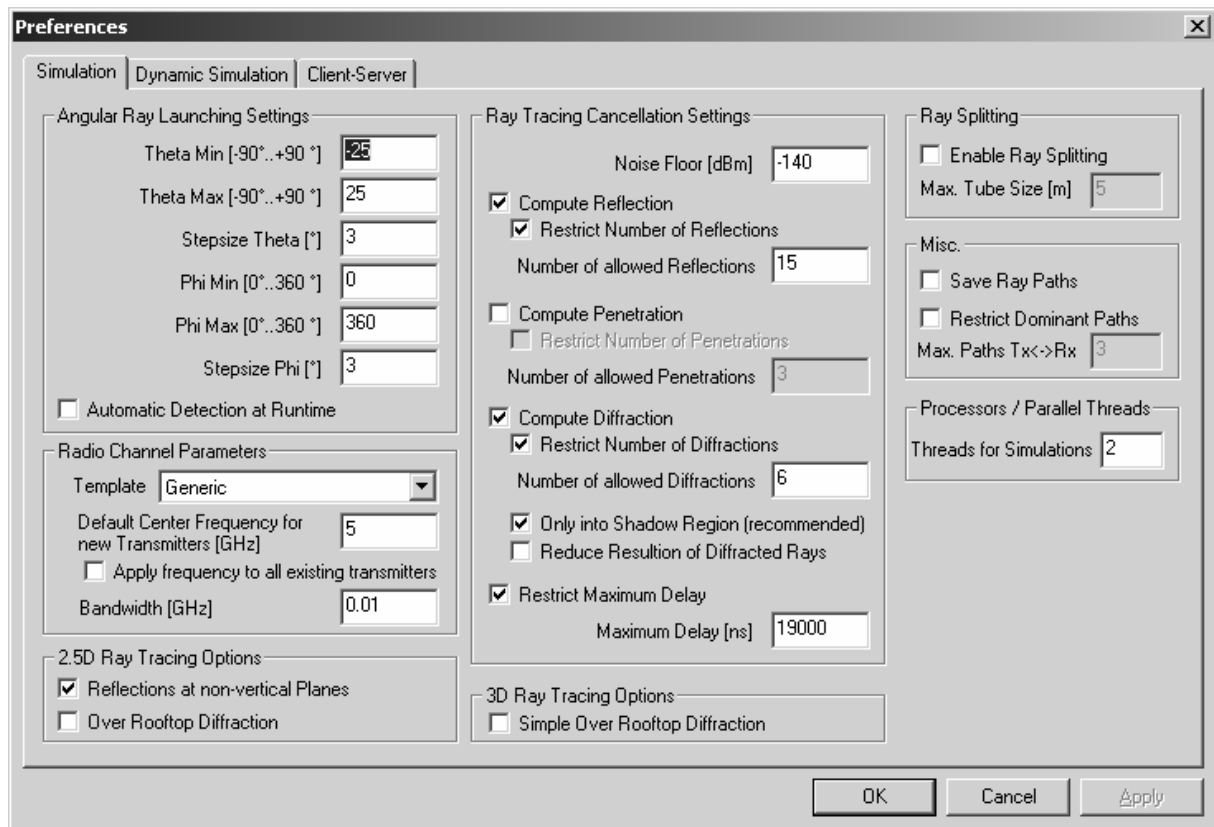 Preferences
Simulation
Dynamic Simulation
Client-Server
Angular Ray Launching Settings
Theta Min [-90°..+90 °] -25
Theta Max [-90°..+90 °] 25
Stepsize Theta [°] 3
Phi Min [0°..360 °] 0
Phi Max [0°..360 °] 360
Stepsize Phi [°] 3
Automatic Detection at Runtime
Radio Channel Parameters
Template Generic
Default Center Frequency for
new Transmitters [GHz] 5
Apply frequency to all existing transmitters
Bandwidth [GHz] 0.01
2.5D Ray Tracing Options
Reflections at non-vertical Planes
Over Rooftop Diffraction
Ray Tracing Cancellation Settings
Noise Floor [dBm] -140
Compute Reflection
Restrict Number of Reflections
Number of allowed Reflections 15
Compute Penetration
Restrict Number of Penetrations
Number of allowed Penetrations 3
Compute Diffraction
Restrict Number of Diffractions
Number of allowed Diffractions 6
Only into Shadow Region (recommended)
Reduce Resultion of Diffracted Rays
Restrict Maximum Delay
Maximum Delay [ns] 19000
3D Ray Tracing Options
Simple Over Rooftop Diffraction
Ray Splitting
Enable Ray Splitting
Max. Tube Size [m] 5
Misc.
Save Ray Paths
Restrict Dominant Paths
Max. Paths Tx<->Rx 3
Processors / Parallel Threads
Threads for Simulations 2
OK
Cancel
Apply